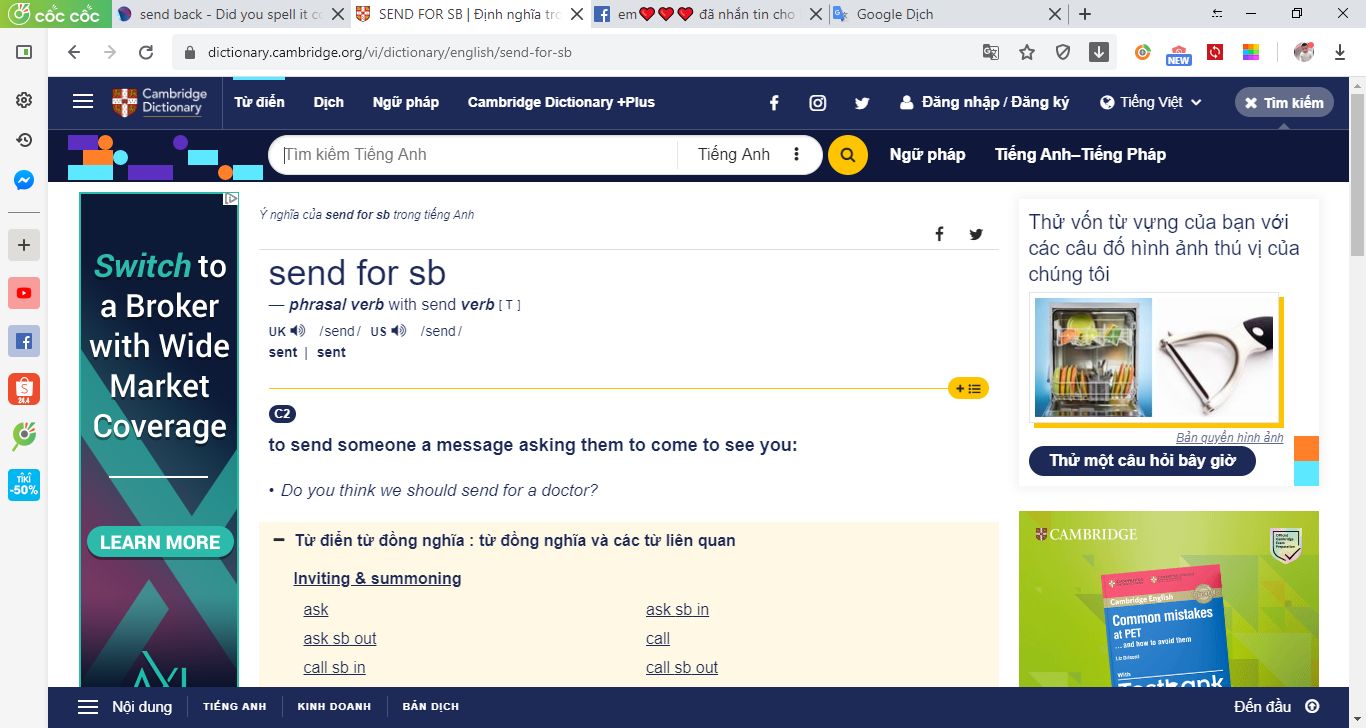 cốc cốc
send back - Did you spell it co
SEND FOR SB | Định nghĩa tro
em❤❤❤ đã nhắn tin cho
Google Dịch
dictionary.cambridge.org/vi/dictionary/english/send-for-sb
NEW
Cambridge
Dictionary
Từ điển
Dịch
Ngữ pháp
Cambridge Dictionary +Plus
Đăng nhập / Đăng ký
Tiếng Việt
Tìm kiếm
Tìm kiếm Tiếng Anh
Tiếng Anh
Ngữ pháp
Tiếng Anh–Tiếng Pháp
24.4
TIKI
-50%
Switch to
a Broker
with Wide
Market
Coverage
LEARN MORE
Ý nghĩa của send for sb trong tiếng Anh
send for sb
— phrasal verb with send verb [ T ]
UK /send/ US /send/
sent | sent
C2
to send someone a message asking them to come to see you:
• Do you think we should send for a doctor?
Từ điển từ đồng nghĩa : từ đồng nghĩa và các từ liên quan
Inviting & summoning
ask
ask sb in
ask sb out
call
call sb in
call sb out
Thử vốn từ vựng của bạn với
các câu đố hình ảnh thú vị của
chúng tôi
Bản quyền hình ảnh
Thử một câu hỏi bây giờ
CAMBRIDGE
Cambridge English
Common mistakes
at PET
... and how to avoid them
Liz Driscoll
With
Testbank
Nội dung
TIẾNG ANH
KINH DOANH
BẢN DỊCH
Đến đầu